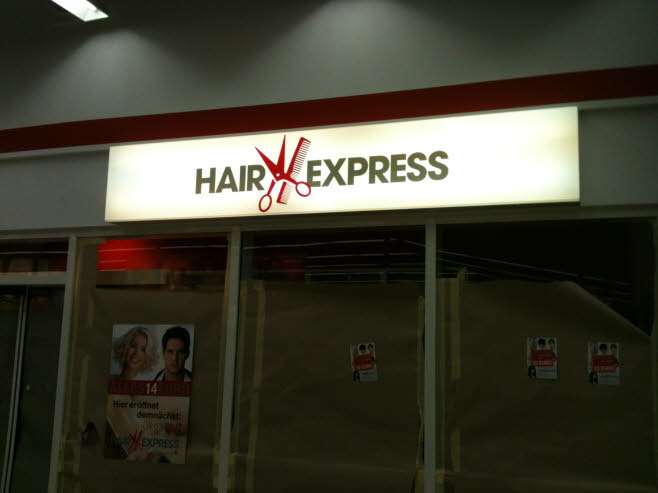 HAIR EXPRESS
ALLES 14 EURO
Hier eröffnet
demnächst:
HAIR EXPRESS